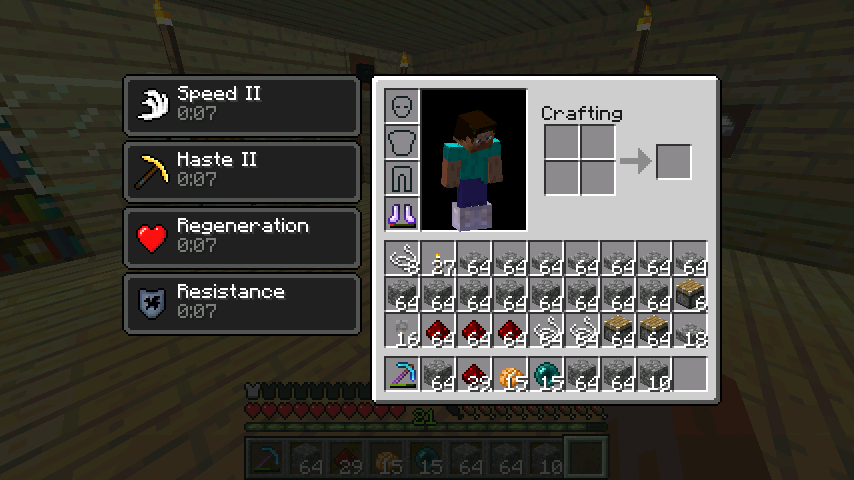 Speed II
0:07
Haste II
0:07
Regeneration
0:07
Resistance
0:07
Crafting
8 27 64 64 64 64 64 64 64
64 64 64 64 64 64 64 64 6
16 64 64 64 64 64 64 64 18
64 29 15 15 64 64 10
21
64 29 15 15 64 64 10